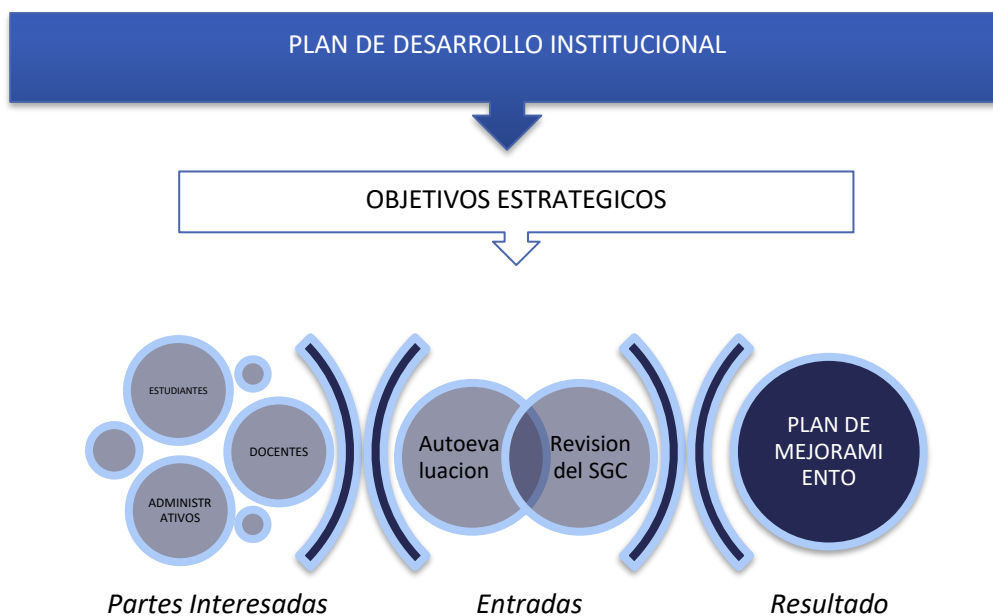 PLAN DE DESARROLLO INSTITUCIONAL
OBJETIVOS ESTRATEGICOS
ESTUDIANTES
DOCENTES
ADMINISTR
ATIVOS
Autoeva
luacion
Revision
del SGC
PLAN DE
MEJORAMI
ENTO
Partes Interesadas
Entradas
Resultado